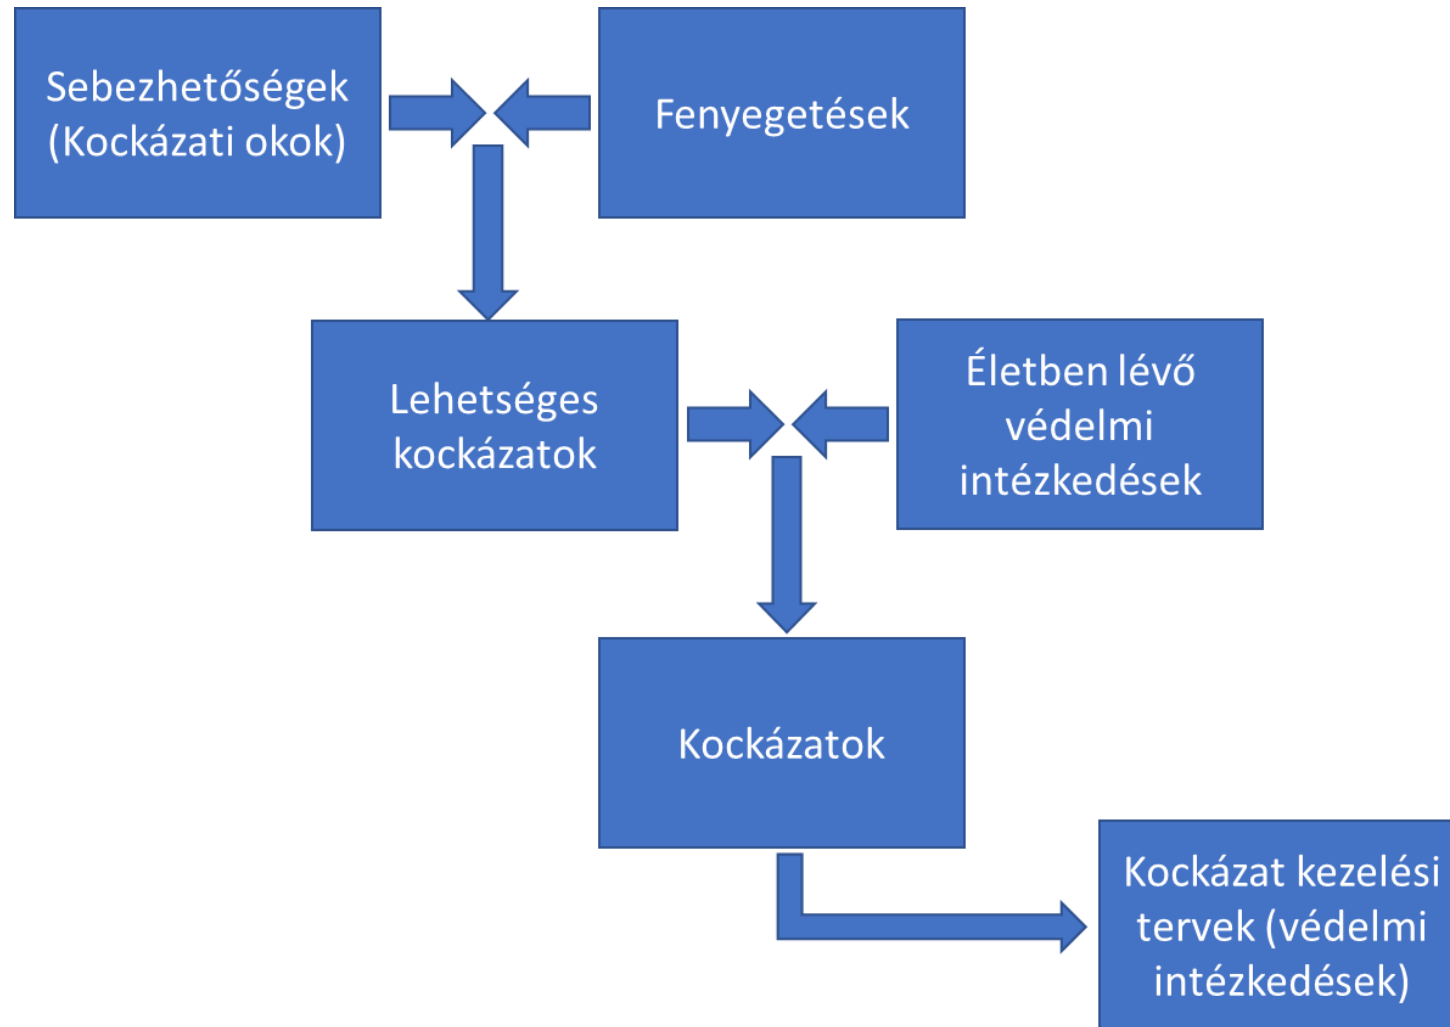 Sebezhetőségek
(Kockázati okok)
Fenyegetések
Lehetséges
kockázatok
Életben lévő
védelmi
intézkedések
Kockázatok
Kockázat kezelési
tervek (védelmi
intézkedések)